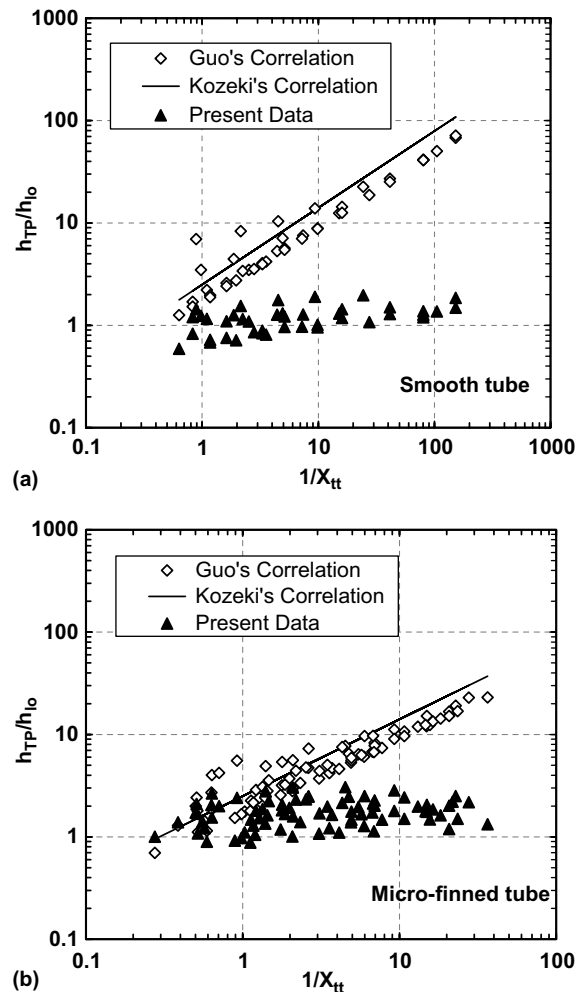 1000
Guo's Correlation
Kozeki's Correlation
Present Data
100
10
1
0.1
h_TP/h_lo
Smooth tube
0.1 1 10 100 1000
1/X_tt
(a)
1000
Guo's Correlation
Kozeki's Correlation
Present Data
100
10
1
0.1
h_TP/h_lo
Micro-finned tube
0.1 1 10 100
1/X_tt
(b)